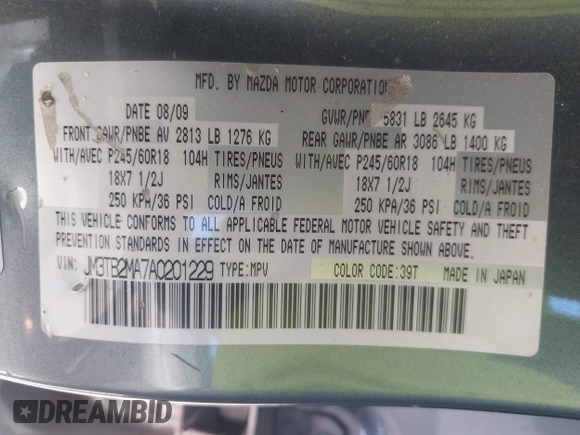 MFD. BY MAZDA MOTOR CORPORATION
DATE 08/09 GVWR/PNBV 5831 LB 2645 KG
FRONT GAWR/PNBE AV 2813 LB 1276 KG REAR GAWR/PNBE AR 3086 LB 1400 KG
WITH/AVEC P245/60R18 104H TIRES/PNEUS WITH/AVEC P245/60R18 104H TIRES/PNEUS
18X7 1/2J RIMS/JANTES 18X7 1/2J RIMS/JANTES
250 KPA/36 PSI COLD/A FROID 250 KPA/36 PSI COLD/A FROID
THIS VEHICLE CONFORMS TO ALL APPLICABLE FEDERAL MOTOR VEHICLE SAFETY AND THEFT
PREVENTION STANDARDS IN EFFECT ON THE DATE OF MANUFACTURE SHOWN ABOVE.
VIN: JM3TB2MA7A0201229 TYPE:MPV COLOR CODE:39T MADE IN JAPAN
DREAMBID